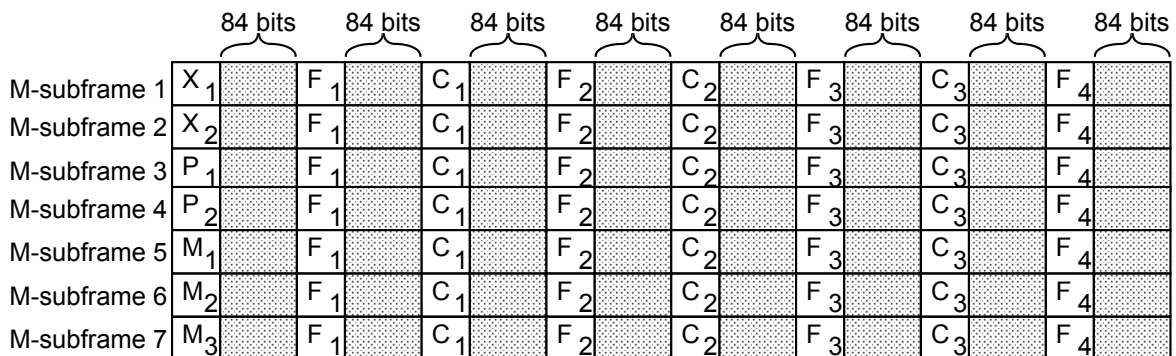 84 bits 84 bits 84 bits 84 bits 84 bits 84 bits 84 bits 84 bits
M-subframe 1 X1 F1 C1 F2 C2 F3 C3 F4
M-subframe 2 X2 F1 C1 F2 C2 F3 C3 F4
M-subframe 3 P1 F1 C1 F2 C2 F3 C3 F4
M-subframe 4 P2 F1 C1 F2 C2 F3 C3 F4
M-subframe 5 M1 F1 C1 F2 C2 F3 C3 F4
M-subframe 6 M2 F1 C1 F2 C2 F3 C3 F4
M-subframe 7 M3 F1 C1 F2 C2 F3 C3 F4